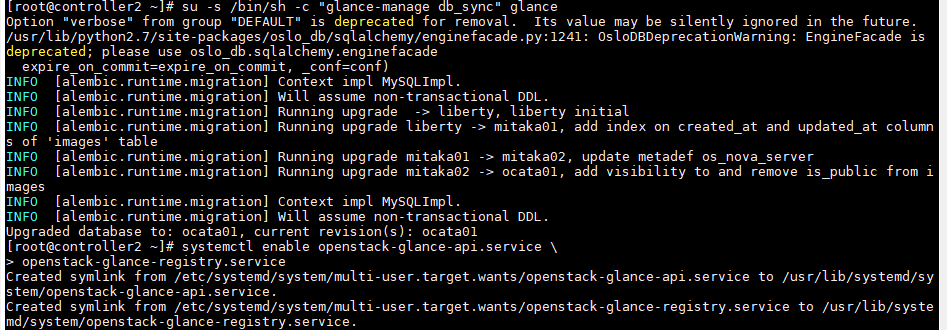 [root@controller2 ~]# su -s /bin/sh -c "glance-manage db_sync" glance
Option "verbose" from group "DEFAULT" is deprecated for removal.  Its value may be silently ignored in the future.
/usr/lib/python2.7/site-packages/oslo_db/sqlalchemy/enginefacade.py:1241: OsloDBDeprecationWarning: EngineFacade is
deprecated; please use oslo_db.sqlalchemy.enginefacade
  expire_on_commit=expire_on_commit, _conf=conf)
INFO  [alembic.runtime.migration] Context impl MySQLImpl.
INFO  [alembic.runtime.migration] Will assume non-transactional DDL.
INFO  [alembic.runtime.migration] Running upgrade  -> liberty, liberty initial
INFO  [alembic.runtime.migration] Running upgrade liberty -> mitaka01, add index on created_at and updated_at column
s of 'images' table
INFO  [alembic.runtime.migration] Running upgrade mitaka01 -> mitaka02, update metadef os_nova_server
INFO  [alembic.runtime.migration] Running upgrade mitaka02 -> ocata01, add visibility to and remove is_public from i
mages
INFO  [alembic.runtime.migration] Context impl MySQLImpl.
INFO  [alembic.runtime.migration] Will assume non-transactional DDL.
Upgraded database to: ocata01, current revision(s): ocata01
[root@controller2 ~]# systemctl enable openstack-glance-api.service \
> openstack-glance-registry.service
Created symlink from /etc/systemd/system/multi-user.target.wants/openstack-glance-api.service to /usr/lib/systemd/sy
stem/openstack-glance-api.service.
Created symlink from /etc/systemd/system/multi-user.target.wants/openstack-glance-registry.service to /usr/lib/syste
md/system/openstack-glance-registry.service.